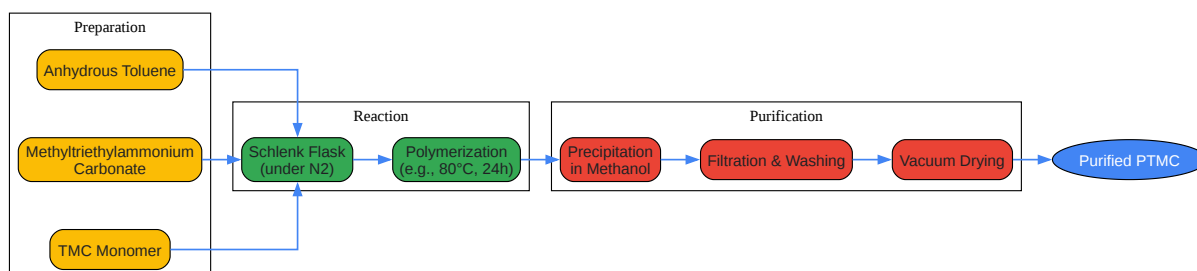 Preparation
Anhydrous Toluene
Methyltriethylammonium
Carbonate
TMC Monomer
Reaction
Schlenk Flask
(under N2)
Polymerization
(e.g., 80°C, 24h)
Purification
Precipitation
in Methanol
Filtration & Washing
Vacuum Drying
Purified PTMC